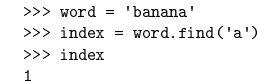 >>> word = 'banana'
>>> index = word.find('a')
>>> index
1